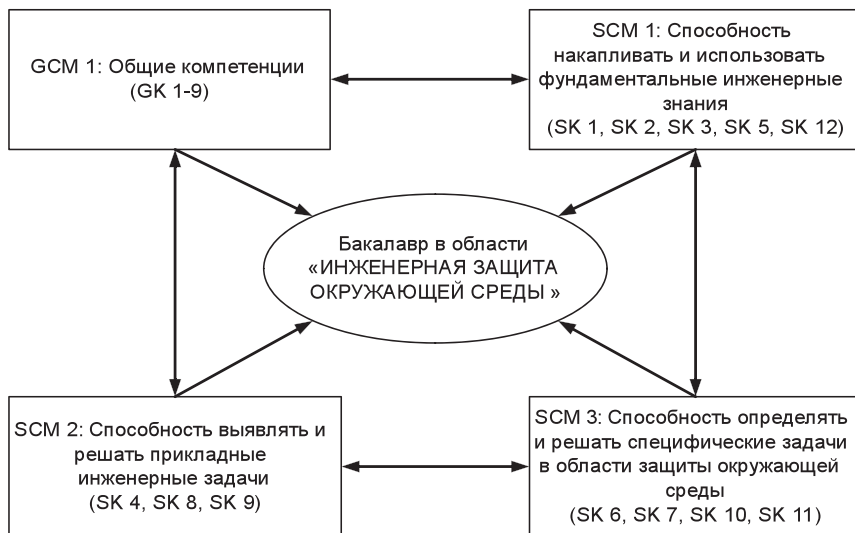 GCM 1: Общие компетенции
(GK 1-9)
SCM 1: Способность
накапливать и использовать
фундаментальные инженерные
знания
(SK 1, SK 2, SK 3, SK 5, SK 12)
Бакалавр в области
«ИНЖЕНЕРНАЯ ЗАЩИТА
ОКРУЖАЮЩЕЙ СРЕДЫ »
SCM 2: Способность выявлять и
решать прикладные
инженерные задачи
(SK 4, SK 8, SK 9)
SCM 3: Способность определять
и решать специфические задачи
в области защиты окружающей
среды
(SK 6, SK 7, SK 10, SK 11)